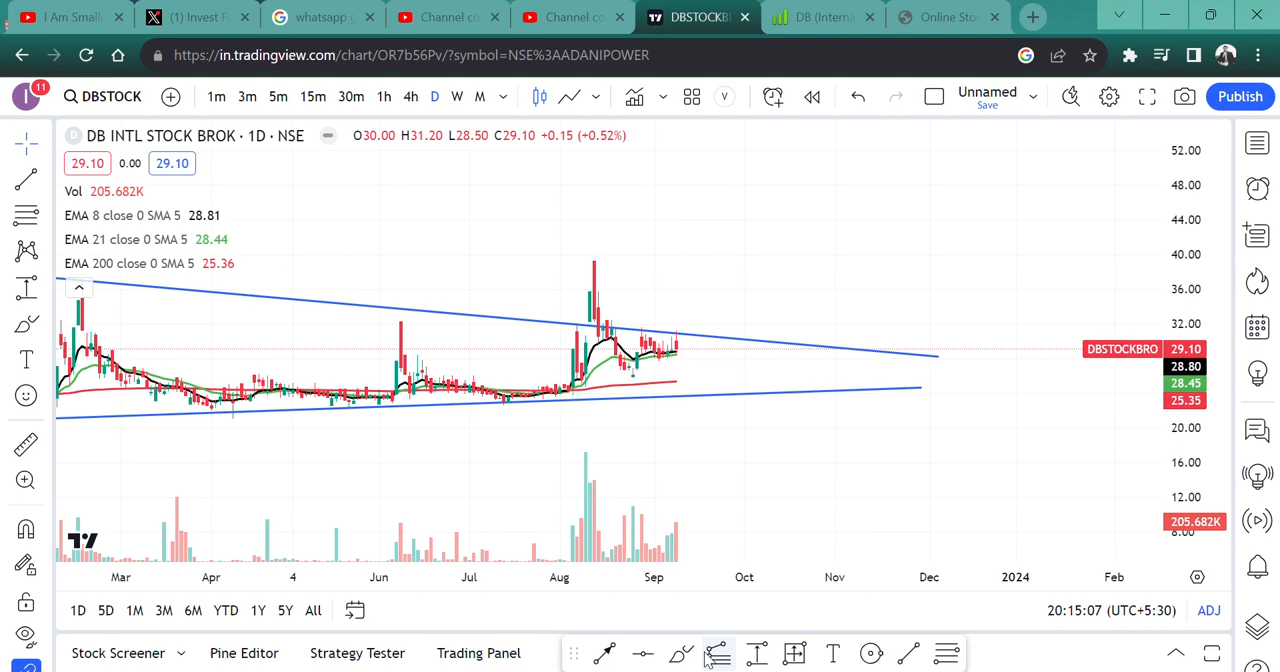 I Am Small
(1) Invest Fo
whatsapp g
Channel co
Channel co
DBSTOCKB
DB (Interna
Online Stoc
https://in.tradingview.com/chart/OR7b56Pv/?symbol=NSE%3AADANIPOWER
I
11
DBSTOCK
1m 3m 5m 15m 30m 1h 4h D W M
V
Unnamed
Save
Publish
D
DB INTL STOCK BROK · 1D · NSE
O30.00 H31.20 L28.50 C29.10 +0.15 (+0.52%)
29.10 0.00 29.10
Vol 205.682K
EMA 8 close 0 SMA 5 28.81
EMA 21 close 0 SMA 5 28.44
EMA 200 close 0 SMA 5 25.36
52.00
48.00
44.00
40.00
36.00
32.00
DBSTOCKBRO 29.10
28.80
28.45
25.35
20.00
16.00
12.00
205.682K
8.00
Mar Apr 4 Jun Jul Aug Sep Oct Nov Dec 2024 Feb
1D 5D 1M 3M 6M YTD 1Y 5Y All
20:15:07 (UTC+5:30) ADJ
Stock Screener Pine Editor Strategy Tester Trading Panel